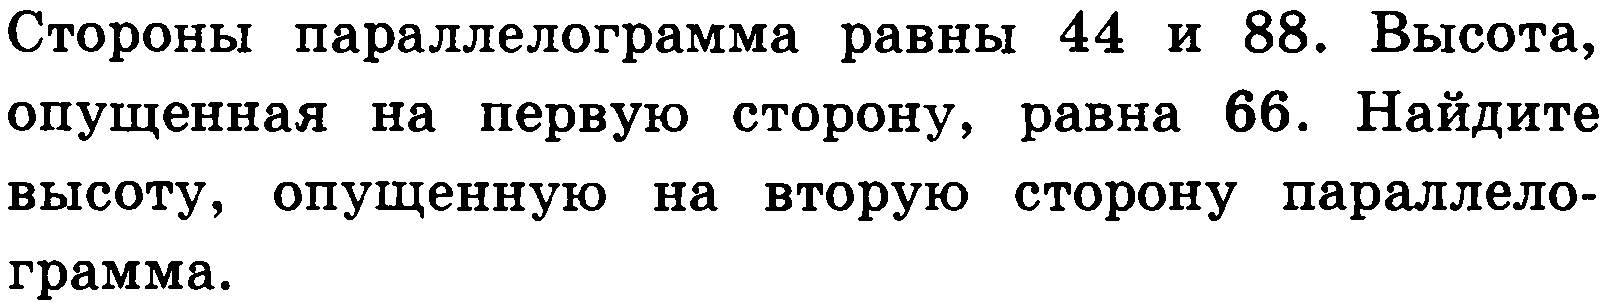 Стороны параллелограмма равны 44 и 88. Высота,
опущенная на первую сторону, равна 66. Найдите
высоту, опущенную на вторую сторону параллело-
грамма.